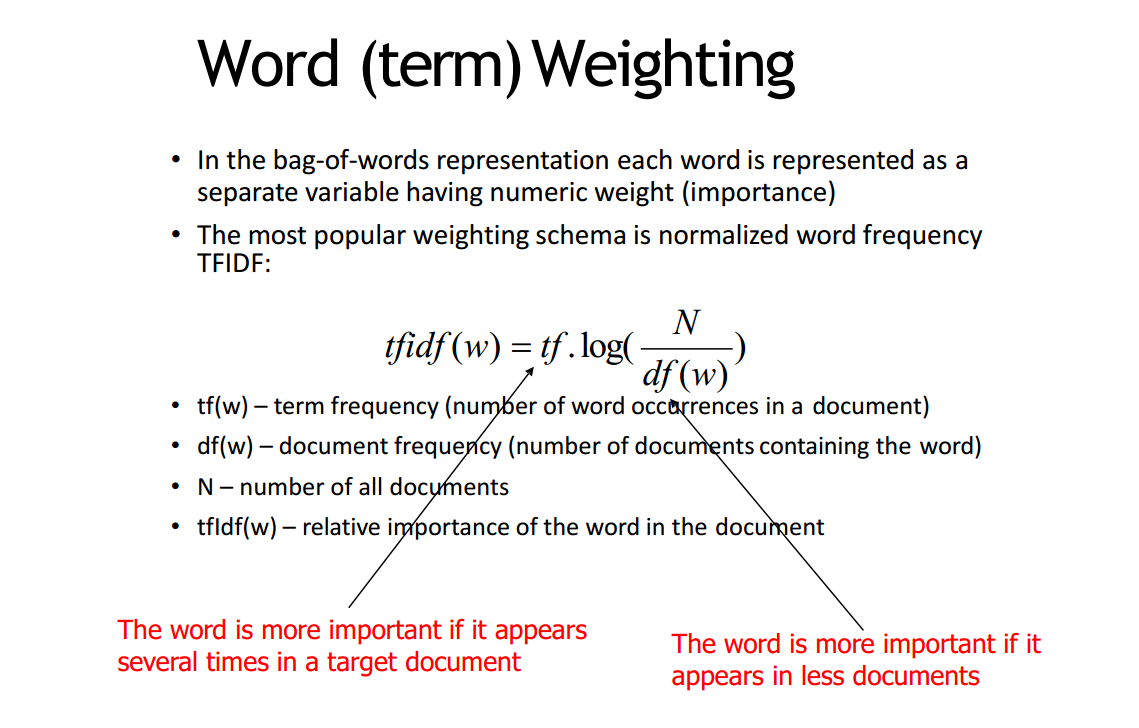 Word (term) Weighting
• In the bag-of-words representation each word is represented as a
separate variable having numeric weight (importance)
• The most popular weighting schema is normalized word frequency
TFIDF:
tfidf(w) = tf . log( N / df(w) )
• tf(w) – term frequency (number of word occurrences in a document)
• df(w) – document frequency (number of documents containing the word)
• N – number of all documents
• tfIdf(w) – relative importance of the word in the document
The word is more important if it appears
several times in a target document
The word is more important if it
appears in less documents